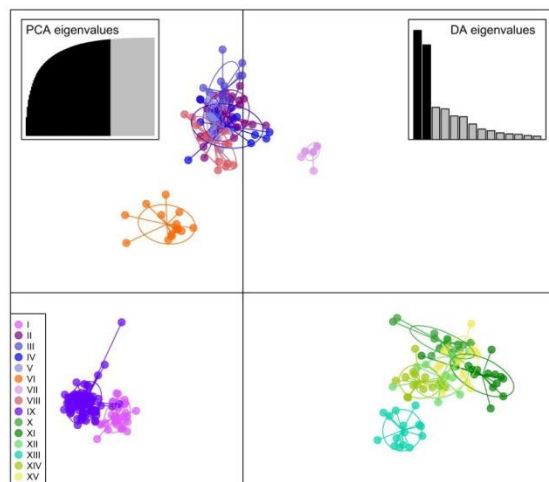 PCA eigenvalues
DA eigenvalues
I
II
III
IV
V
VI
VII
VIII
IX
X
XI
XII
XIII
XIV
XV